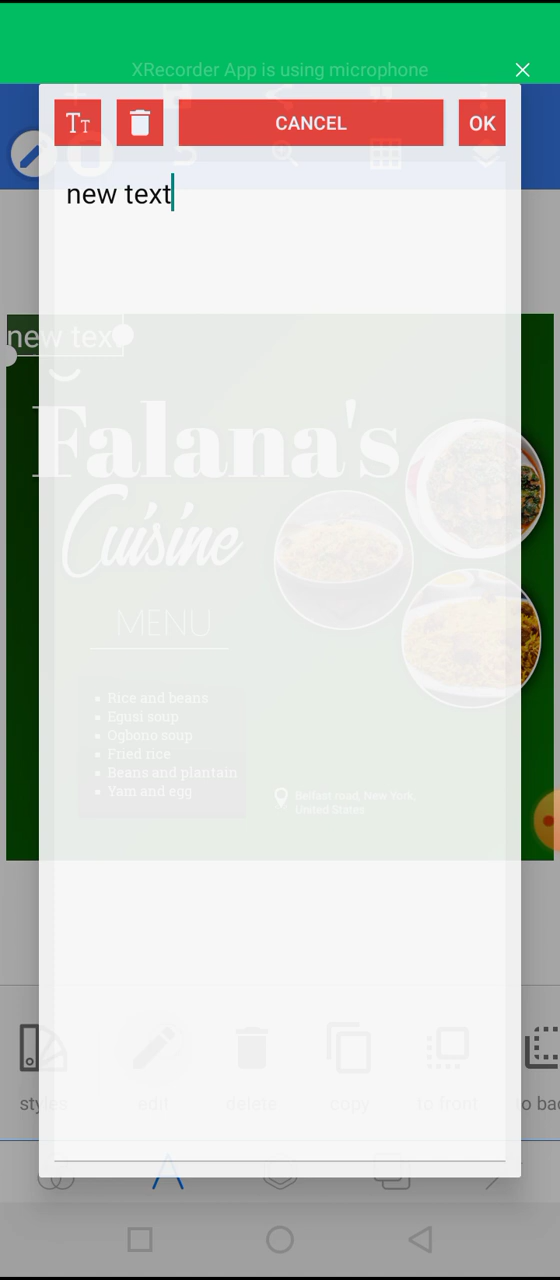 XRecorder App is using microphone
TT
CANCEL
OK
new text
new tex
Falana's
Cuisine
MENU
Rice and beans
Egusi soup
Ogbono soup
Fried rice
Beans and plantain
Yam and egg
Belfast road, New York.
United States
styles
edit
delete
copy
to front
o bac